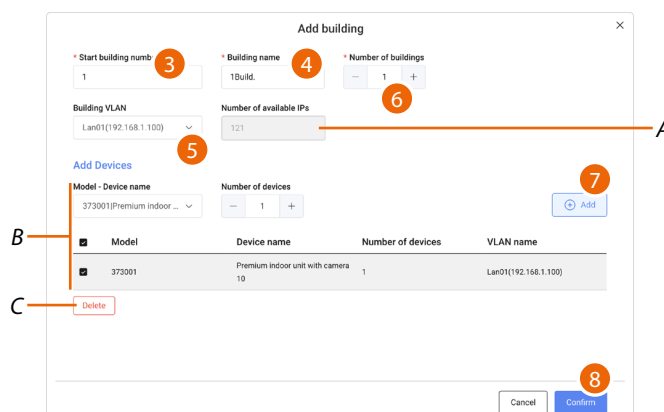 Add building
* Start building numb 3
* Building name 4
* Number of buildings
1
1Build.
1
6
Building VLAN
Number of available IPs
Lan01(192.168.1.100)
121
A
5
Add Devices
7
Model - Device name
Number of devices
373001|Premium indoor ...
1
Add
B
Model
Device name
Number of devices
VLAN name
373001
Premium indoor unit with camera
10
1
Lan01(192.168.1.100)
C
Delete
8
Cancel
Confirm